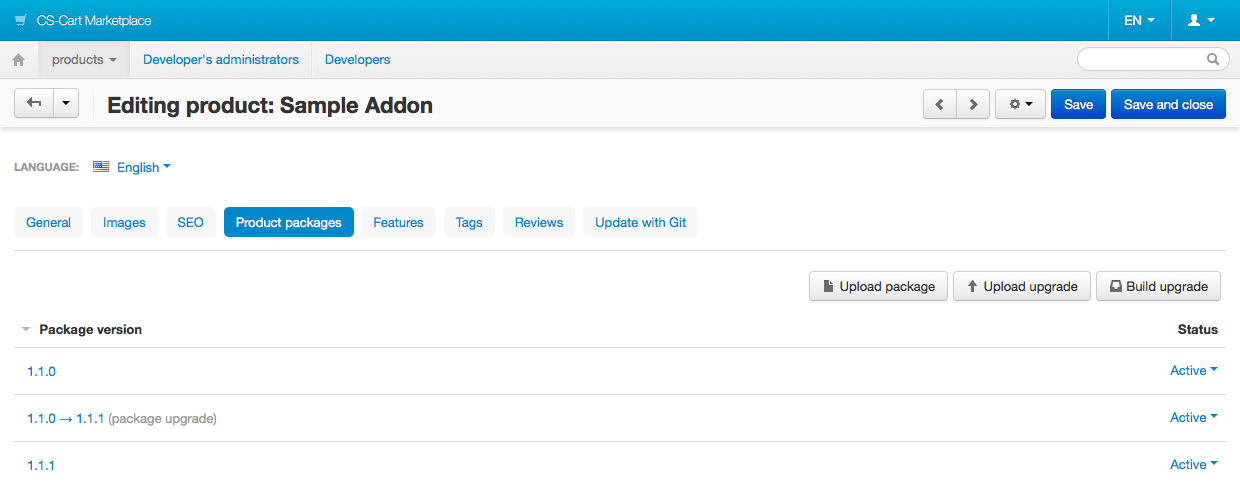 CS-Cart Marketplace EN
products Developer's administrators Developers
Editing product: Sample Addon Save Save and close
LANGUAGE: English
General Images SEO Product packages Features Tags Reviews Update with Git
Upload package Upload upgrade Build upgrade
Package version Status
1.1.0 Active
1.1.0 → 1.1.1 (package upgrade) Active
1.1.1 Active